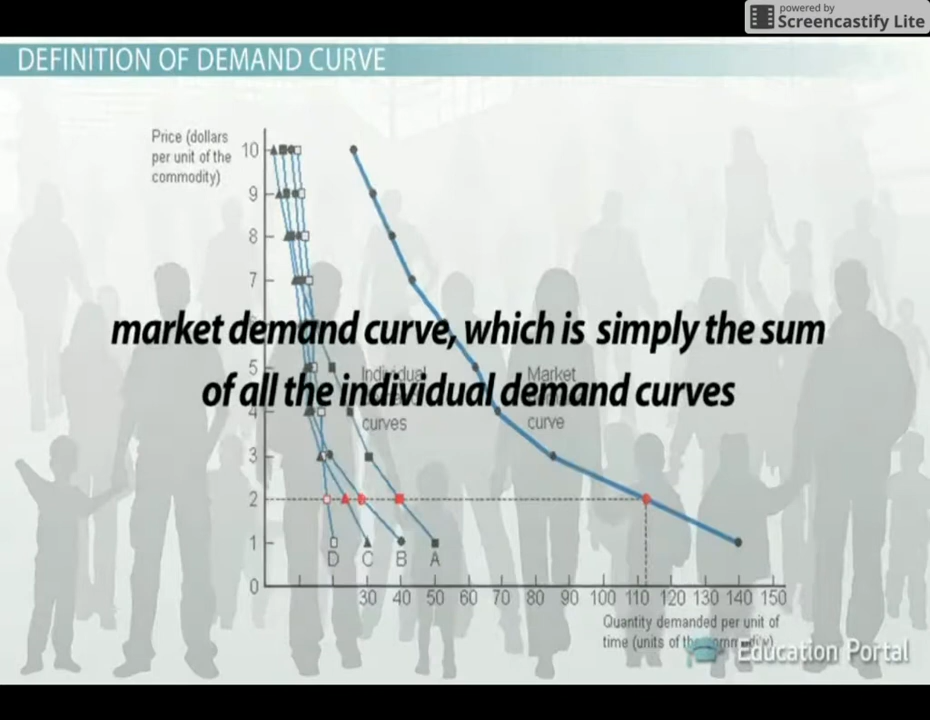 powered by
Screencastify Lite
DEFINITION OF DEMAND CURVE
Price (dollars
per unit of the
commodity)
10
9
8
7
market demand curve, which is simply the sum
5
Individual
Market
of all the individual demand curves
4
curves
curve
3
2
1
D C B A
0
30 40 50 60 70 80 90 100 110 120 130 140 150
Quantity demanded per unit of
time (units of the commodity)
Education Portal